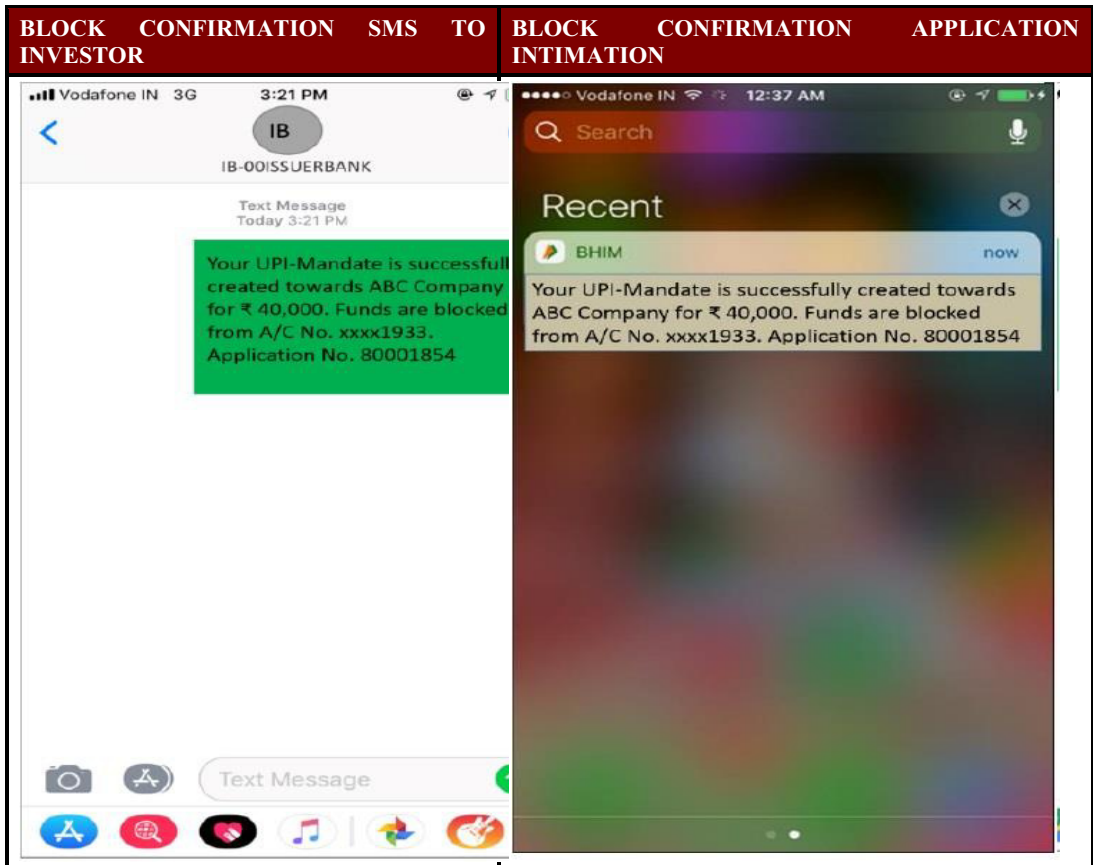 BLOCK CONFIRMATION SMS TO
INVESTOR
BLOCK CONFIRMATION APPLICATION
INTIMATION
Vodafone IN 3G 3:21 PM
IB
IB-00ISSUERBANK
Text Message
Today 3:21 PM
Your UPI-Mandate is successfull
created towards ABC Company
for ₹ 40,000. Funds are blocked
from A/C No. xxxx1933.
Application No. 80001854
Text Message
Vodafone IN 12:37 AM
Search
Recent
BHIM now
Your UPI-Mandate is successfully created towards
ABC Company for ₹ 40,000. Funds are blocked
from A/C No. xxxx1933. Application No. 80001854